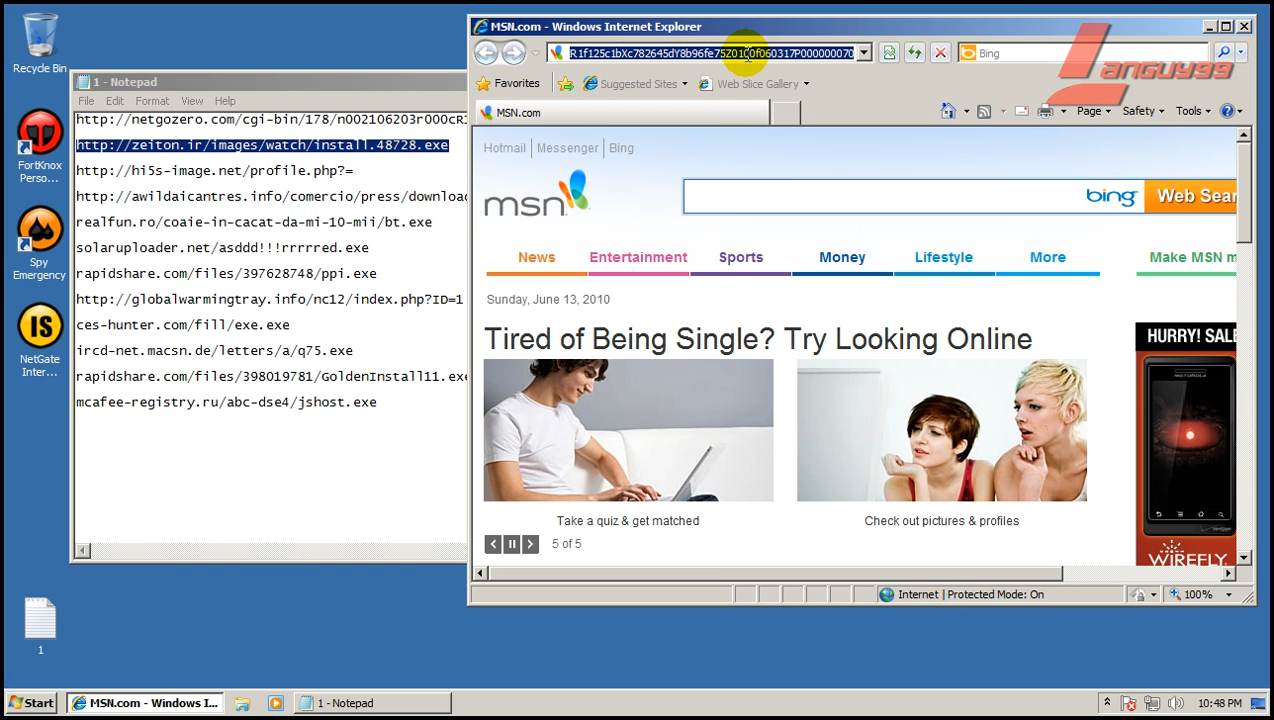 Recycle Bin
FortKnox
Perso...
Spy
Emergency
NetGate
Inter...
1
1 - Notepad
File Edit Format View Help
http://netgozero.com/cgi-bin/178/n002106203r000cR1
http://zeiton.ir/images/watch/install.48728.exe
http://hi5s-image.net/profile.php?=
http://awildaicantres.info/comercio/press/download
realfun.ro/coaie-in-cacat-da-mi-10-mii/bt.exe
solaruploader.net/asddd!!!rrrrred.exe
rapidshare.com/files/397628748/ppi.exe
http://globalwarmingtray.info/nc12/index.php?ID=1
ces-hunter.com/fill/exe.exe
ircd-net.macsn.de/letters/a/q75.exe
rapidshare.com/files/398019781/GoldenInstall11.exe
mcafee-registry.ru/abc-dse4/jshost.exe
MSN.com - Windows Internet Explorer
R1f125c1bXc782645dY8b96fe75Z0100f060317P000000070
Bing
Languy99
Favorites Suggested Sites Web Slice Gallery
MSN.com
Page Safety Tools
Hotmail Messenger Bing
msn
bing Web Sear
News Entertainment Sports Money Lifestyle More Make MSN m
Sunday, June 13, 2010
Tired of Being Single? Try Looking Online
Take a quiz & get matched
Check out pictures & profiles
5 of 5
HURRY! SALE
MOTOROLA
WIREFLY
Internet | Protected Mode: On
100%
Start
MSN.com - Windows I...
1 - Notepad
10:48 PM